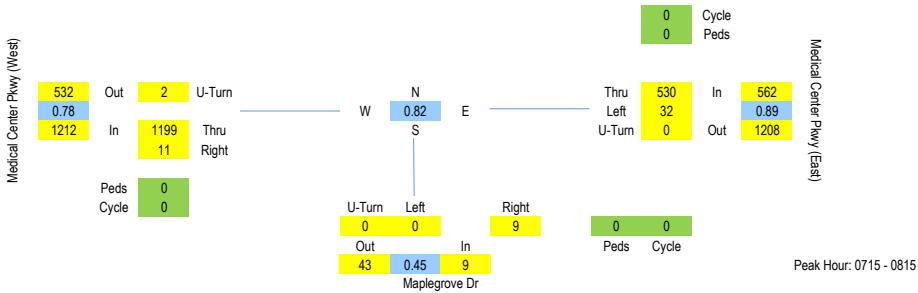 0 Cycle
0 Peds
Medical Center Pkwy (West)
532 Out 2 U-Turn
0.78
1212 In 1199 Thru
11 Right
Peds 0
Cycle 0
N
W 0.82 E
S
Thru 530 In 562
Left 32 0.89
U-Turn 0 Out 1208
Medical Center Pkwy (East)
U-Turn Left Right
0 0 9
Out In
43 0.45 9
Maplegrove Dr
0 0
Peds Cycle
Peak Hour: 0715 - 0815